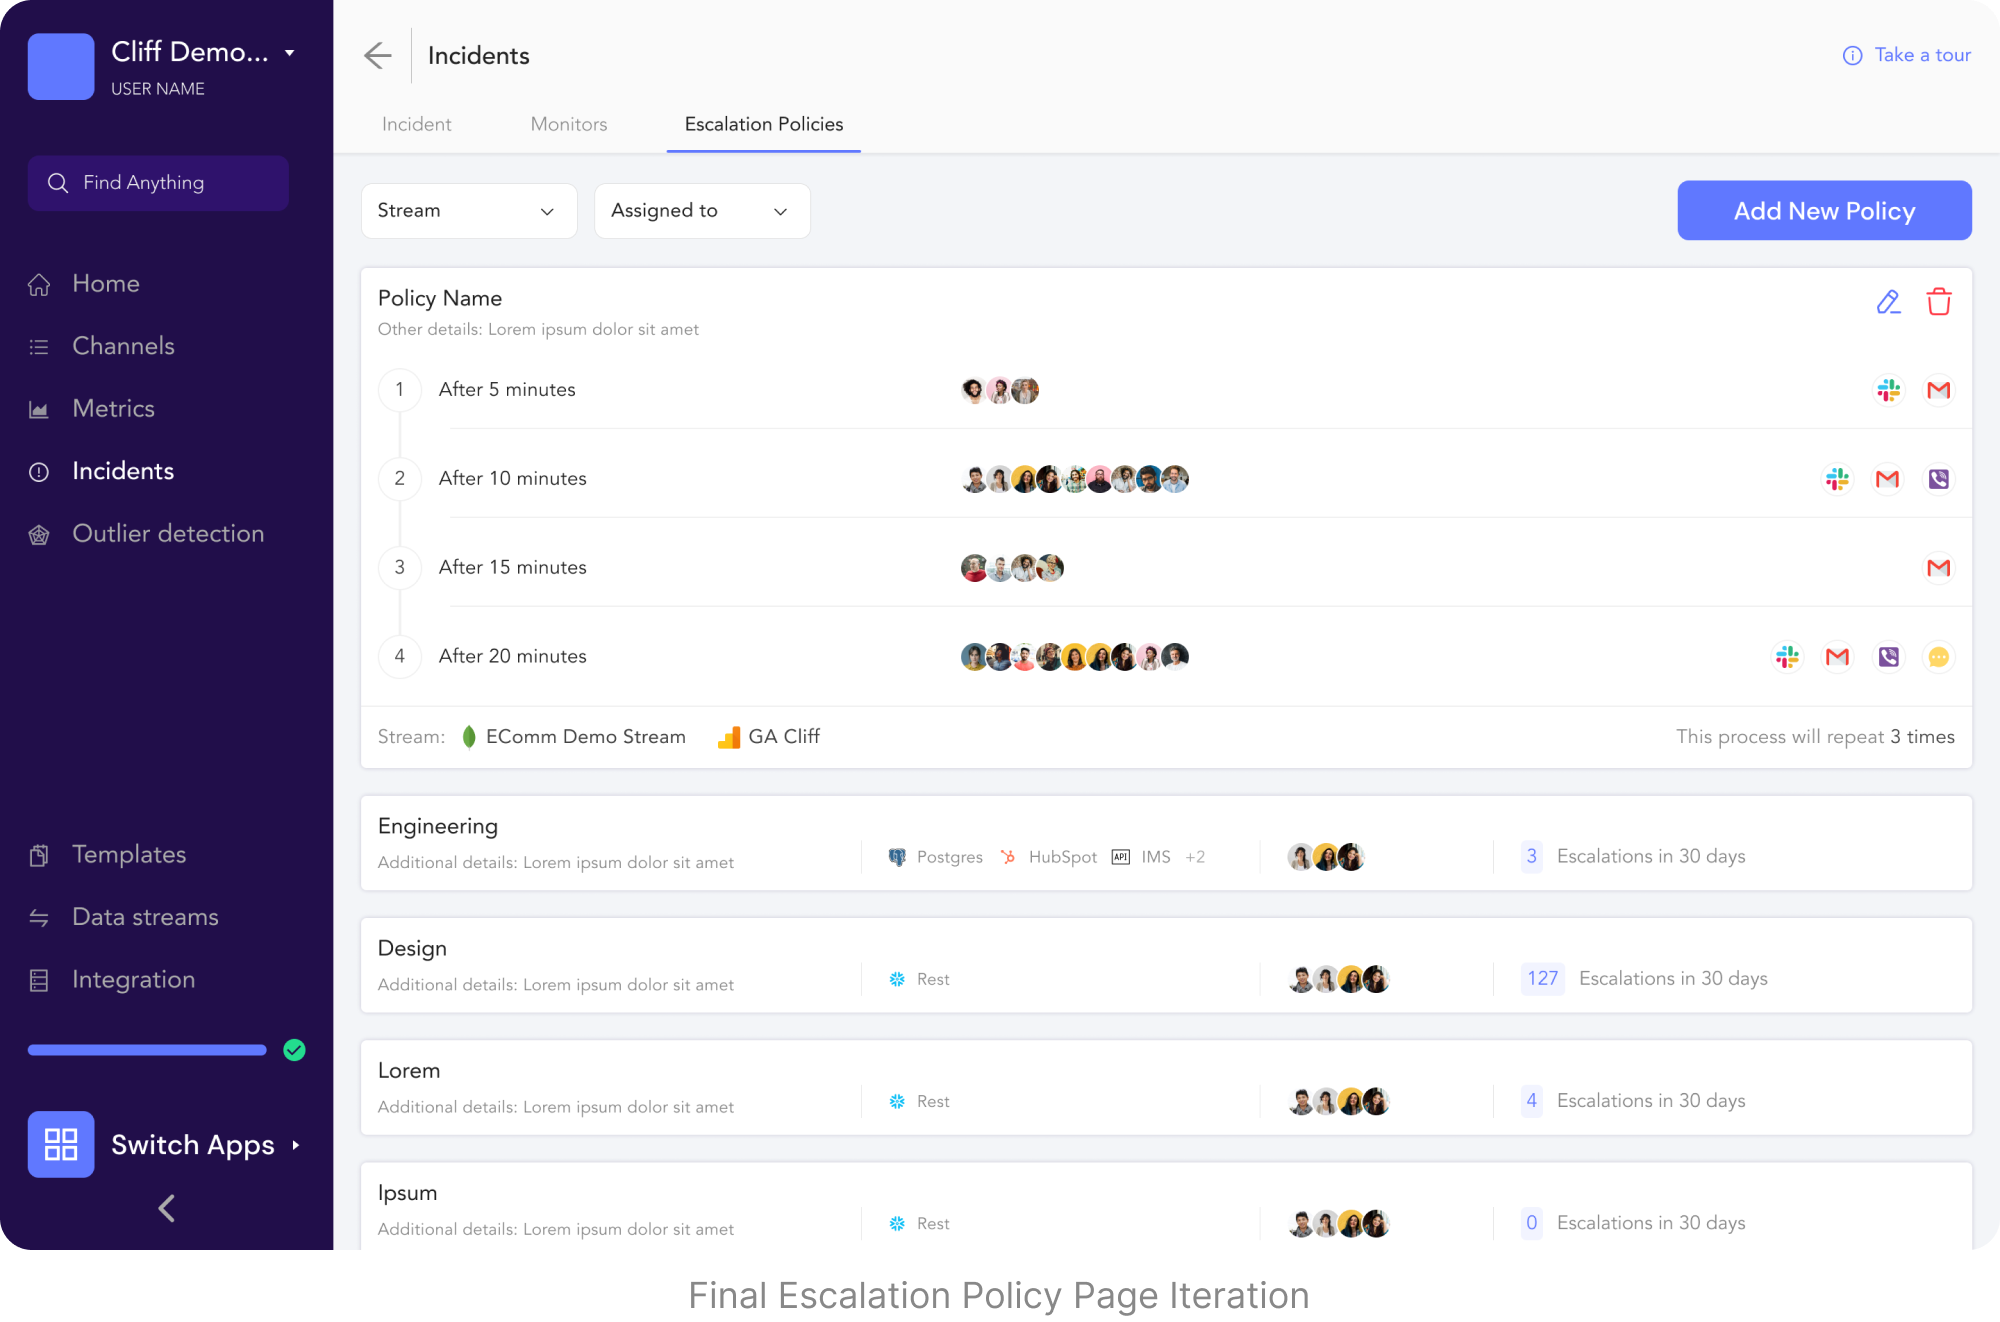 Cliff Demo...
USER NAME
Find Anything
Home
Channels
Metrics
Incidents
Outlier detection
Templates
Data streams
Integration
Switch Apps
Incidents
Take a tour
Incident
Monitors
Escalation Policies
Stream
Assigned to
Add New Policy
Policy Name
Other details: Lorem ipsum dolor sit amet
1 After 5 minutes
2 After 10 minutes
3 After 15 minutes
4 After 20 minutes
Stream: EComm Demo Stream GA Cliff This process will repeat 3 times
Engineering
Additional details: Lorem ipsum dolor sit amet
Postgres HubSpot API IMS +2
3 Escalations in 30 days
Design
Additional details: Lorem ipsum dolor sit amet
Rest
127 Escalations in 30 days
Lorem
Additional details: Lorem ipsum dolor sit amet
Rest
4 Escalations in 30 days
Ipsum
Additional details: Lorem ipsum dolor sit amet
Rest
0 Escalations in 30 days
Final Escalation Policy Page Iteration